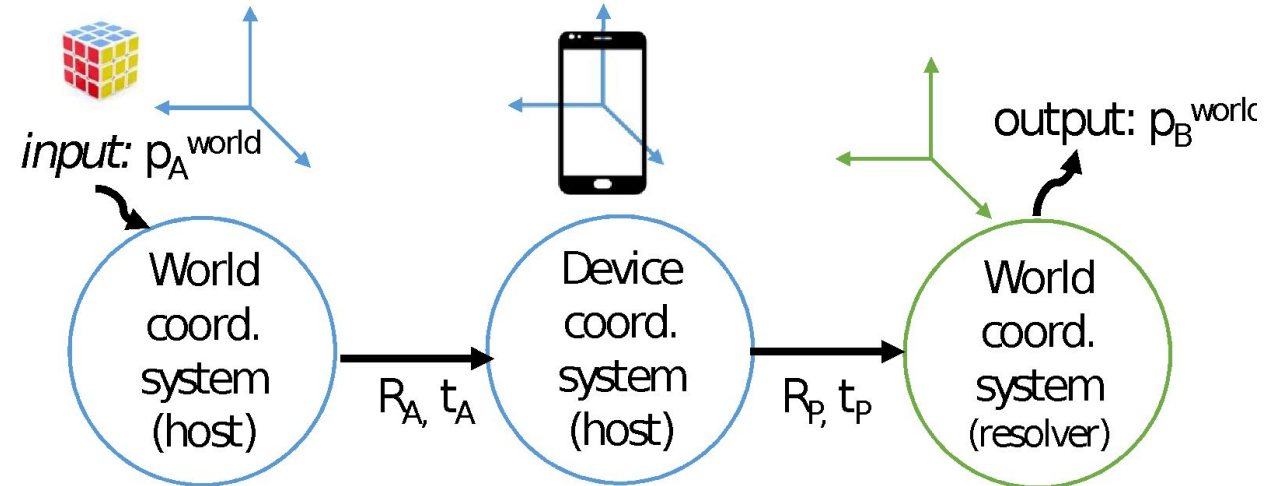 input: p_A^world
output: p_B^world
World
coord.
system
(host)
Device
coord.
system
(host)
World
coord.
system
(resolver)
R_A, t_A
R_P, t_P